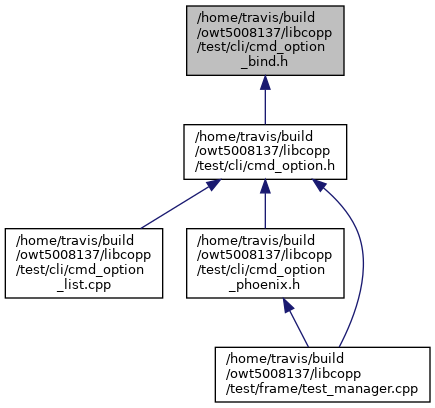 /home/travis/build
/owt5008137/libcopp
/test/cli/cmd_option
_bind.h
/home/travis/build
/owt5008137/libcopp
/test/cli/cmd_option.h
/home/travis/build
/owt5008137/libcopp
/test/cli/cmd_option
_list.cpp
/home/travis/build
/owt5008137/libcopp
/test/cli/cmd_option
_phoenix.h
/home/travis/build
/owt5008137/libcopp
/test/frame/test_manager.cpp